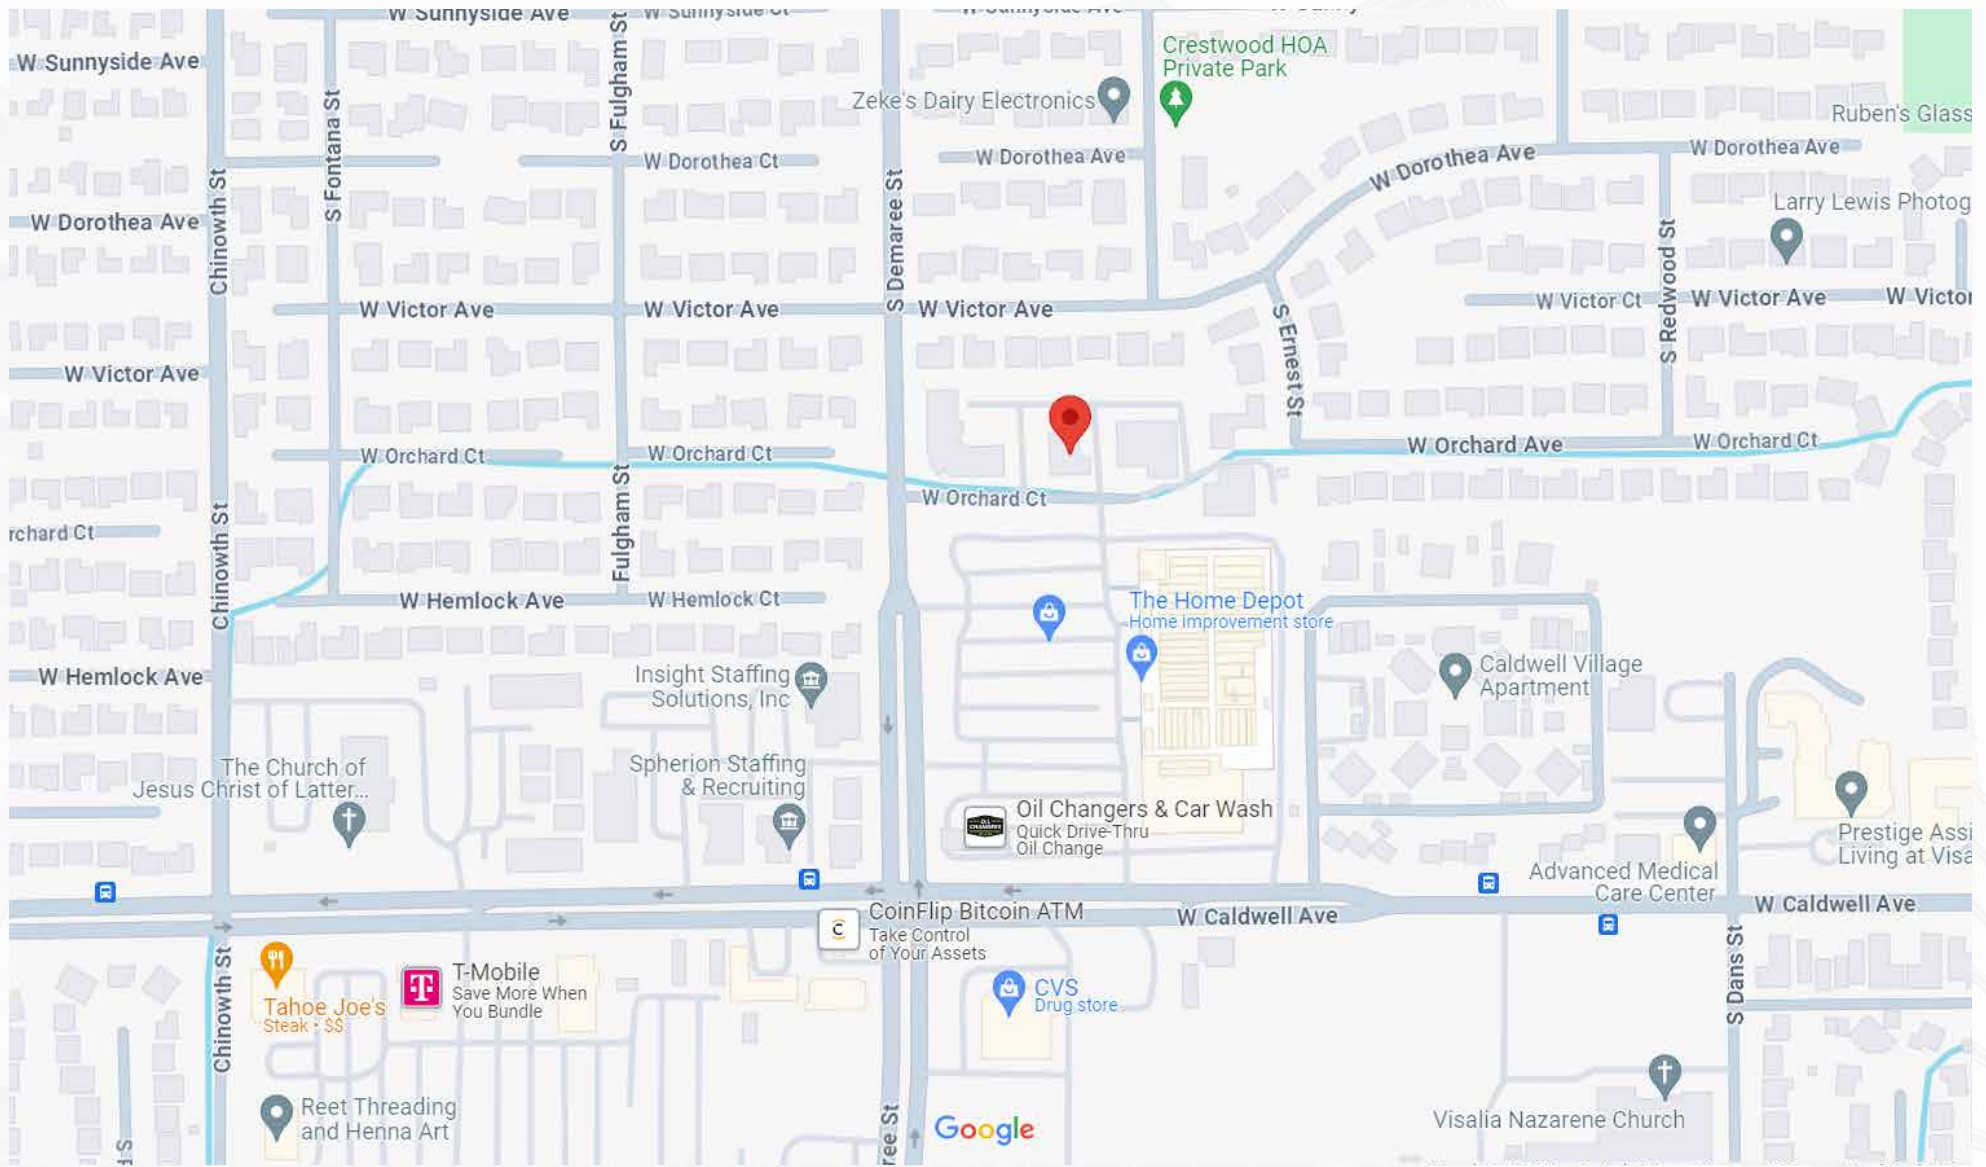 W Sunnyside Ave
W Sunnyside Ct
W Sunnyside Ave
W Sunnyside Ave
Crestwood HOA
Private Park
Zeke's Dairy Electronics
Ruben's Glass
S Fontana St
S Fulgham St
W Dorothea Ct
W Dorothea Ave
W Dorothea Ave
W Dorothea Ave
Larry Lewis Photog
W Dorothea Ave
Chinowth St
S Demaree St
S Redwood St
W Victor Ave
W Victor Ave
W Victor Ave
W Victor Ct
W Victor Ave
W Victor
S Ernest St
W Victor Ave
W Orchard Ct
W Orchard Ct
W Orchard Ave
W Orchard Ct
W Orchard Ct
rchard Ct
Chinowth St
Fulgham St
W Hemlock Ave
W Hemlock Ct
The Home Depot
Home improvement store
W Hemlock Ave
Insight Staffing
Solutions, Inc
Caldwell Village
Apartment
The Church of
Jesus Christ of Latter...
Spherion Staffing
& Recruiting
Oil Changers & Car Wash
Quick Drive-Thru
Oil Change
Prestige Assi
Living at Visa
Advanced Medical
Care Center
CoinFlip Bitcoin ATM
Take Control
of Your Assets
W Caldwell Ave
W Caldwell Ave
Chinowth St
T-Mobile
Save More When
You Bundle
Tahoe Joe's
Steak • $$
CVS
Drug store
S Dans St
Reet Threading
and Henna Art
ree St
Google
Visalia Nazarene Church